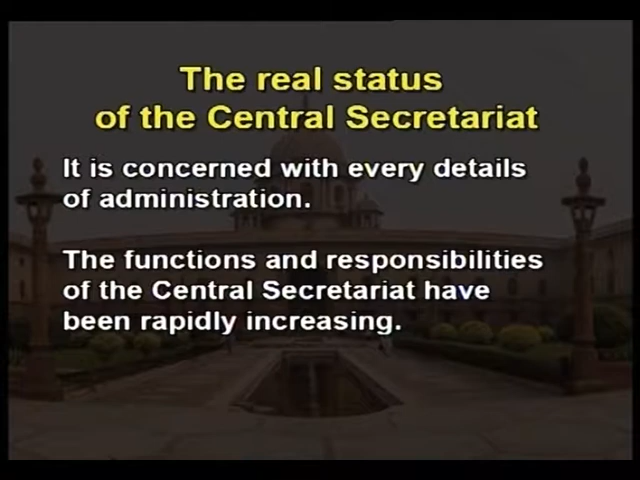 The real status
of the Central Secretariat
It is concerned with every details
of administration.
The functions and responsibilities
of the Central Secretariat have
been rapidly increasing.